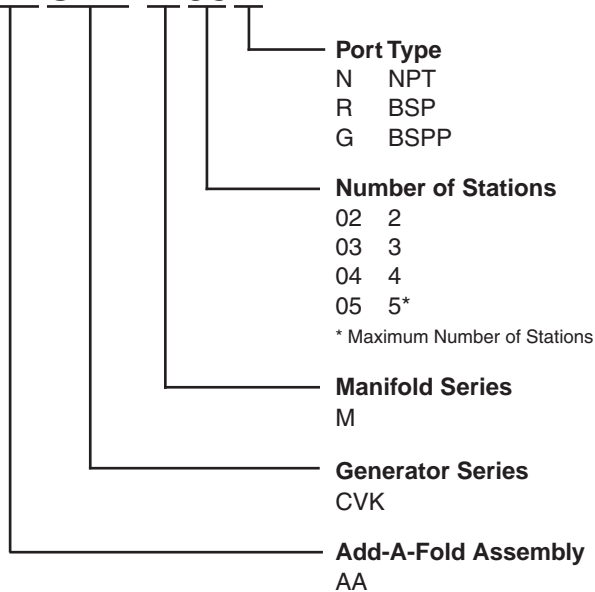 Port Type
N NPT
R BSP
G BSPP
Number of Stations
02 2
03 3
04 4
05 5*
* Maximum Number of Stations
Manifold Series
M
Generator Series
CVK
Add-A-Fold Assembly
AA